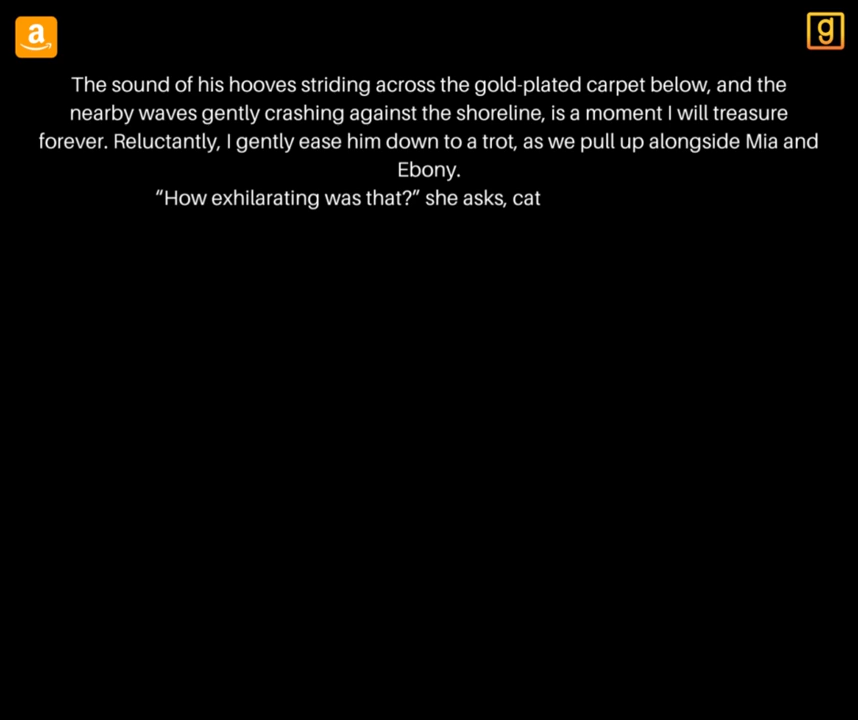 a
g
The sound of his hooves striding across the gold-plated carpet below, and the
nearby waves gently crashing against the shoreline, is a moment I will treasure
forever. Reluctantly, I gently ease him down to a trot, as we pull up alongside Mia and
Ebony.
“How exhilarating was that?” she asks, cat